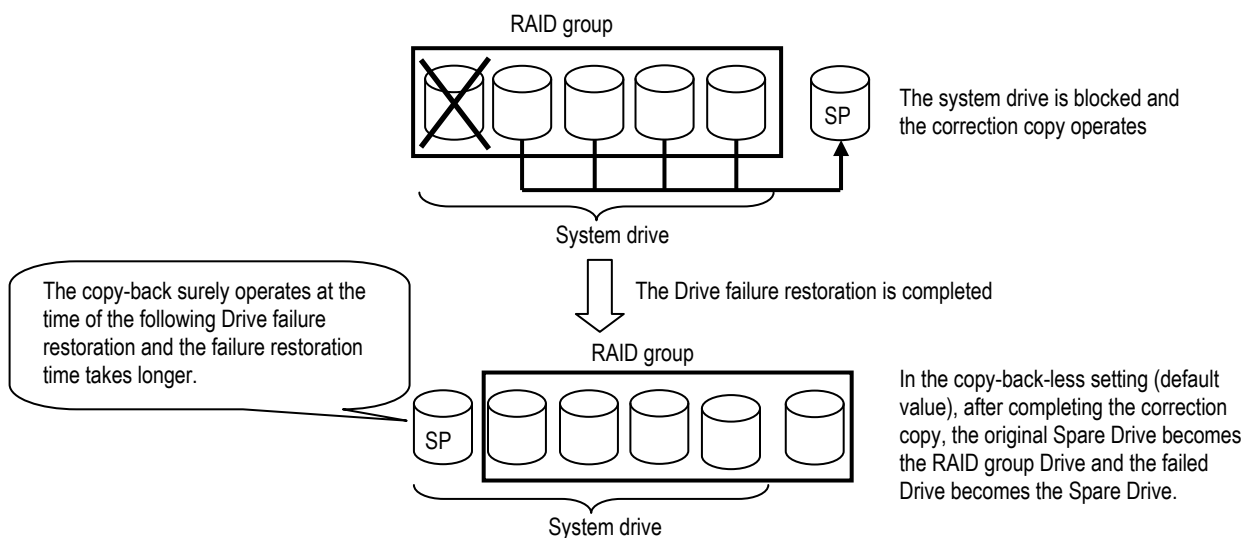 RAID group
SP
The system drive is blocked and
the correction copy operates
System drive
The copy-back surely operates at the
time of the following Drive failure
restoration and the failure restoration
time takes longer.
The Drive failure restoration is completed
RAID group
SP
In the copy-back-less setting (default
value), after completing the correction
copy, the original Spare Drive becomes
the RAID group Drive and the failed
Drive becomes the Spare Drive.
System drive